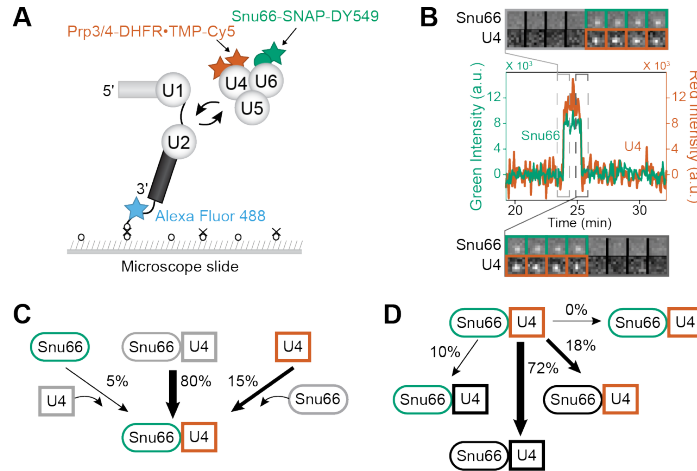 A
Snu66-SNAP-DY549
Prp3/4-DHFR•TMP-Cy5
U4
U6
U5
5'
U1
U2
3'
Alexa Fluor 488
Microscope slide
B
Snu66
U4
X 10³
X 10³
Green Intensity (a.u.)
Red Intensity (a.u.)
12
8
4
0
12
8
4
0
Snu66
U4
20
25
30
Time (min)
Snu66
U4
C
Snu66
Snu66
U4
U4
5%
80%
15%
U4
Snu66
Snu66
U4
D
Snu66
U4
0%
Snu66
U4
10%
72%
18%
Snu66
U4
Snu66
U4
Snu66
U4